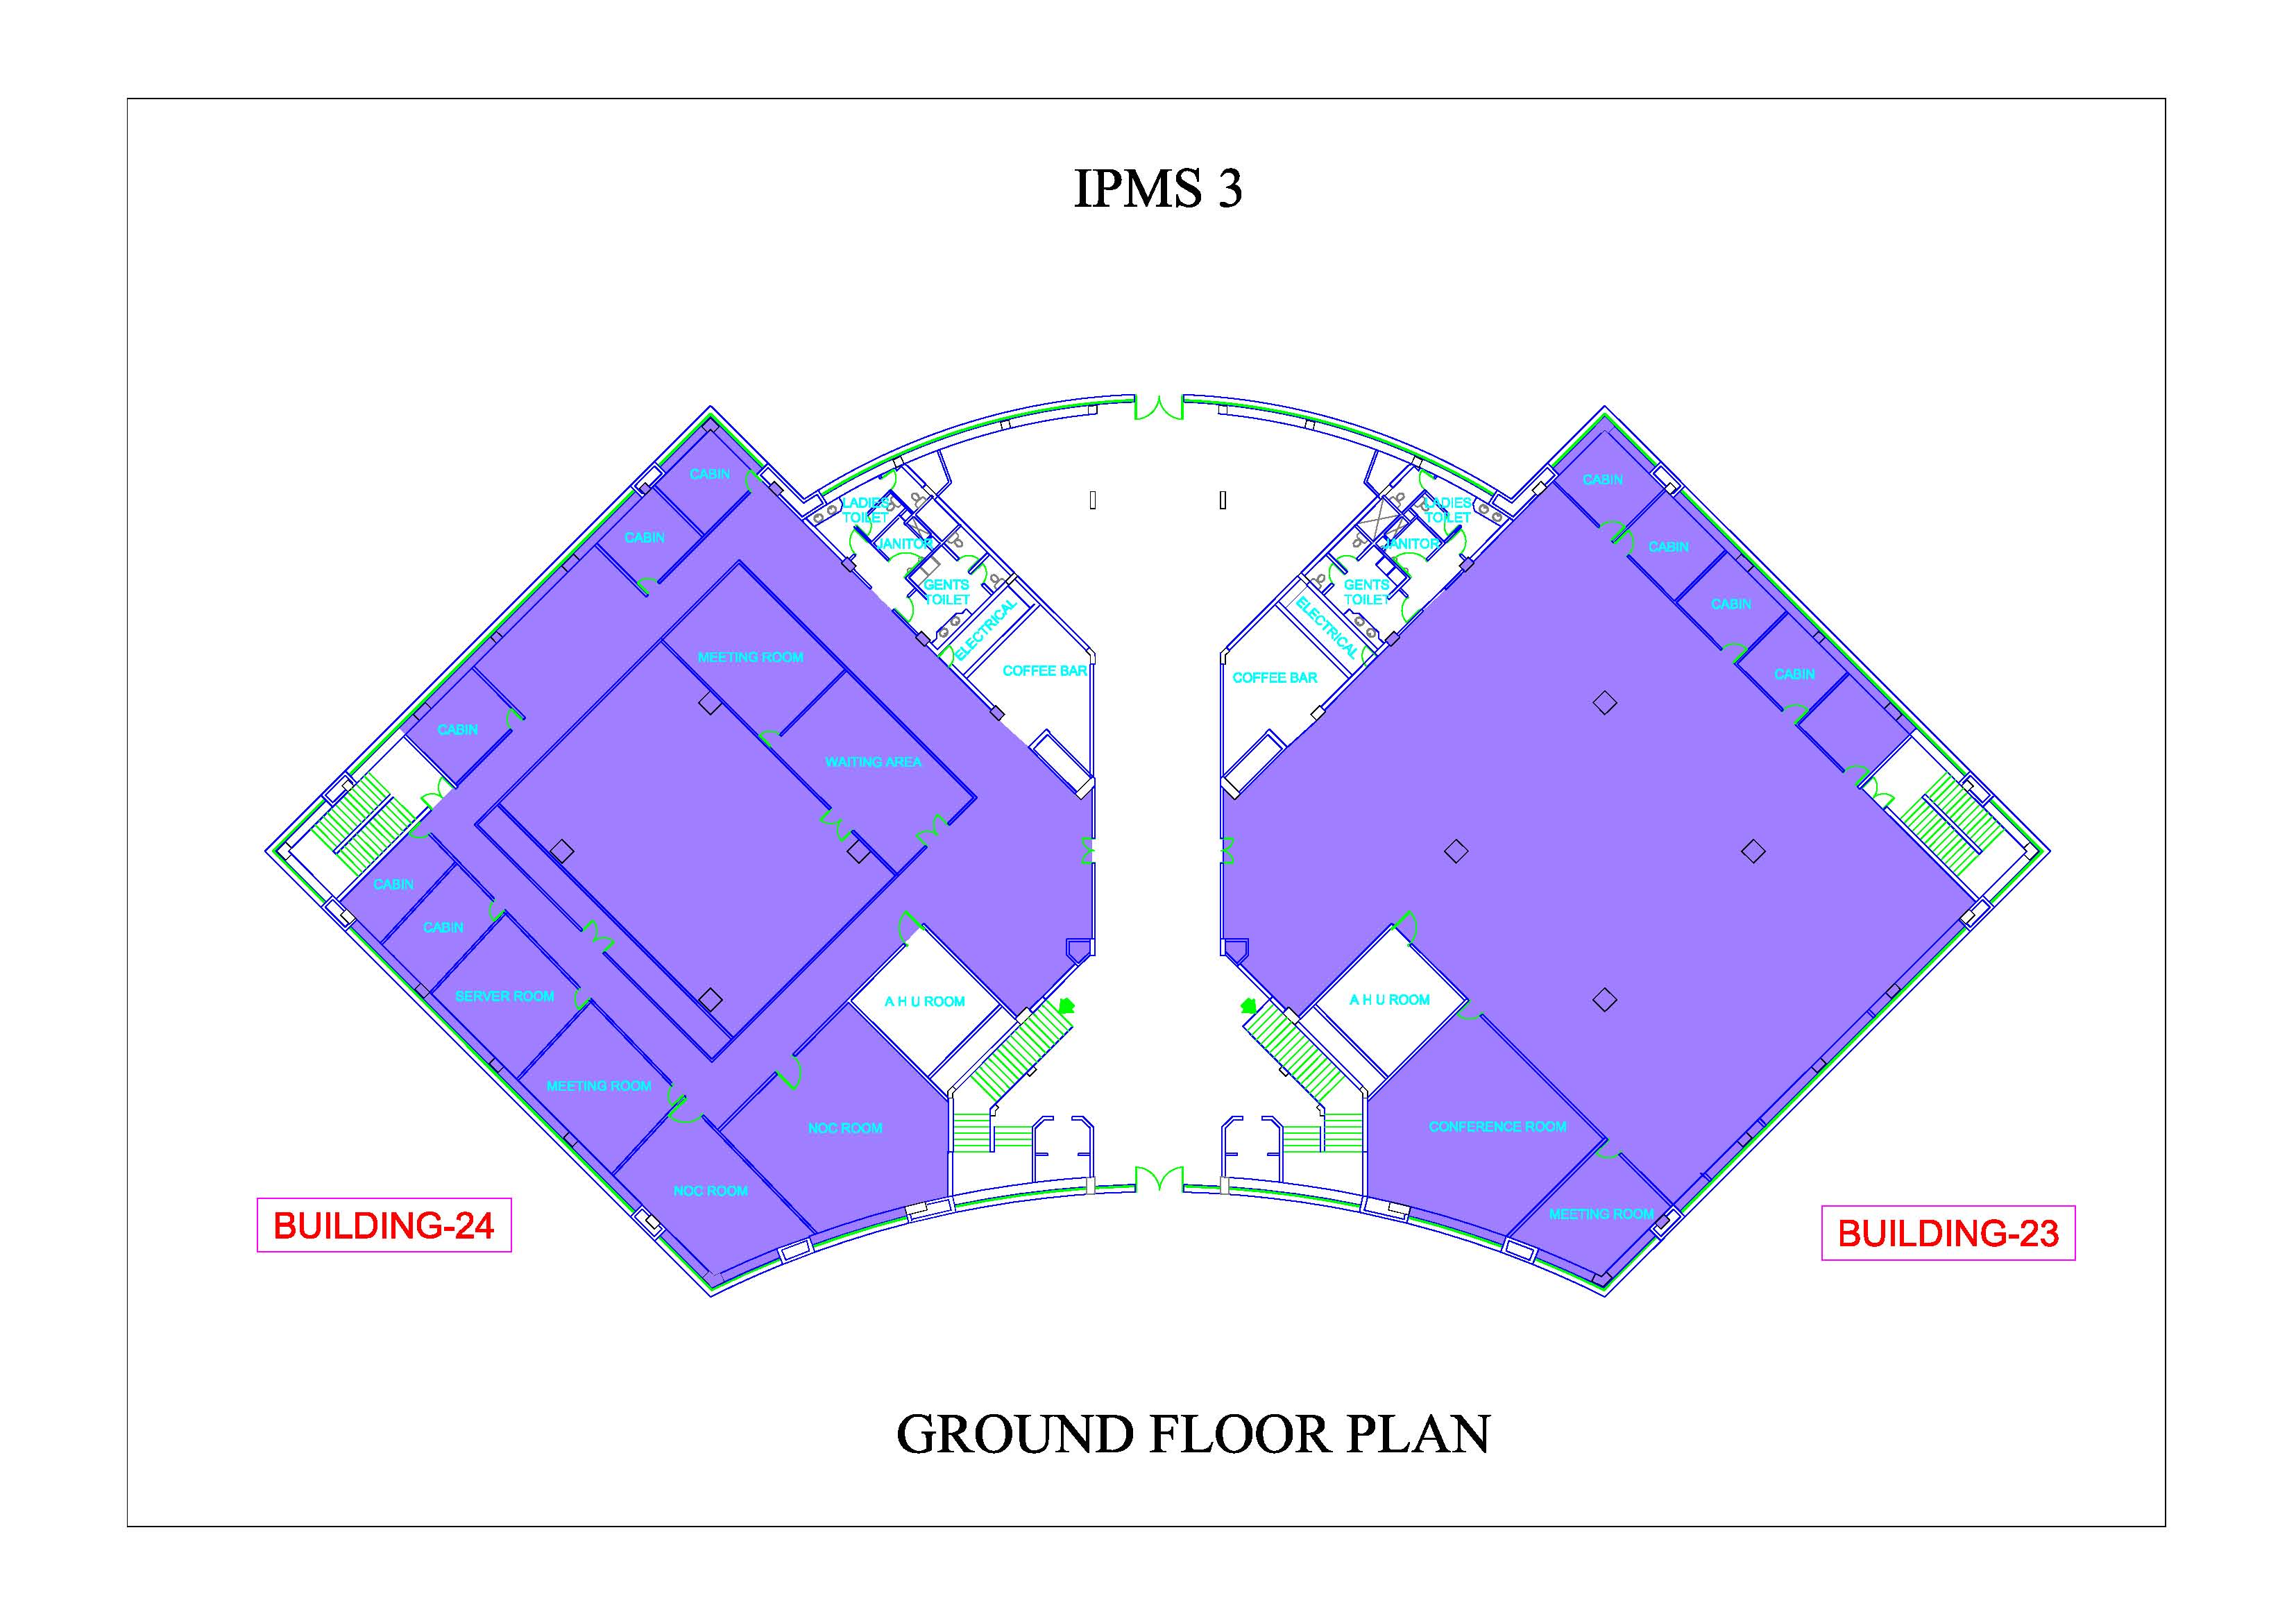 IPMS 3
CABIN
CABIN
MEETING ROOM
CABIN
WAITING AREA
CABIN
CABIN
SERVER ROOM
MEETING ROOM
NOC ROOM
NOC ROOM
A H U ROOM
LADIES
TOILET
JANITOR
GENTS
TOILET
ELECTRICAL
COFFEE BAR
LADIES
TOILET
JANITOR
GENTS
TOILET
ELECTRICAL
COFFEE BAR
CABIN
CABIN
CABIN
CABIN
A H U ROOM
CONFERENCE ROOM
MEETING ROOM
BUILDING-24
BUILDING-23
GROUND FLOOR PLAN